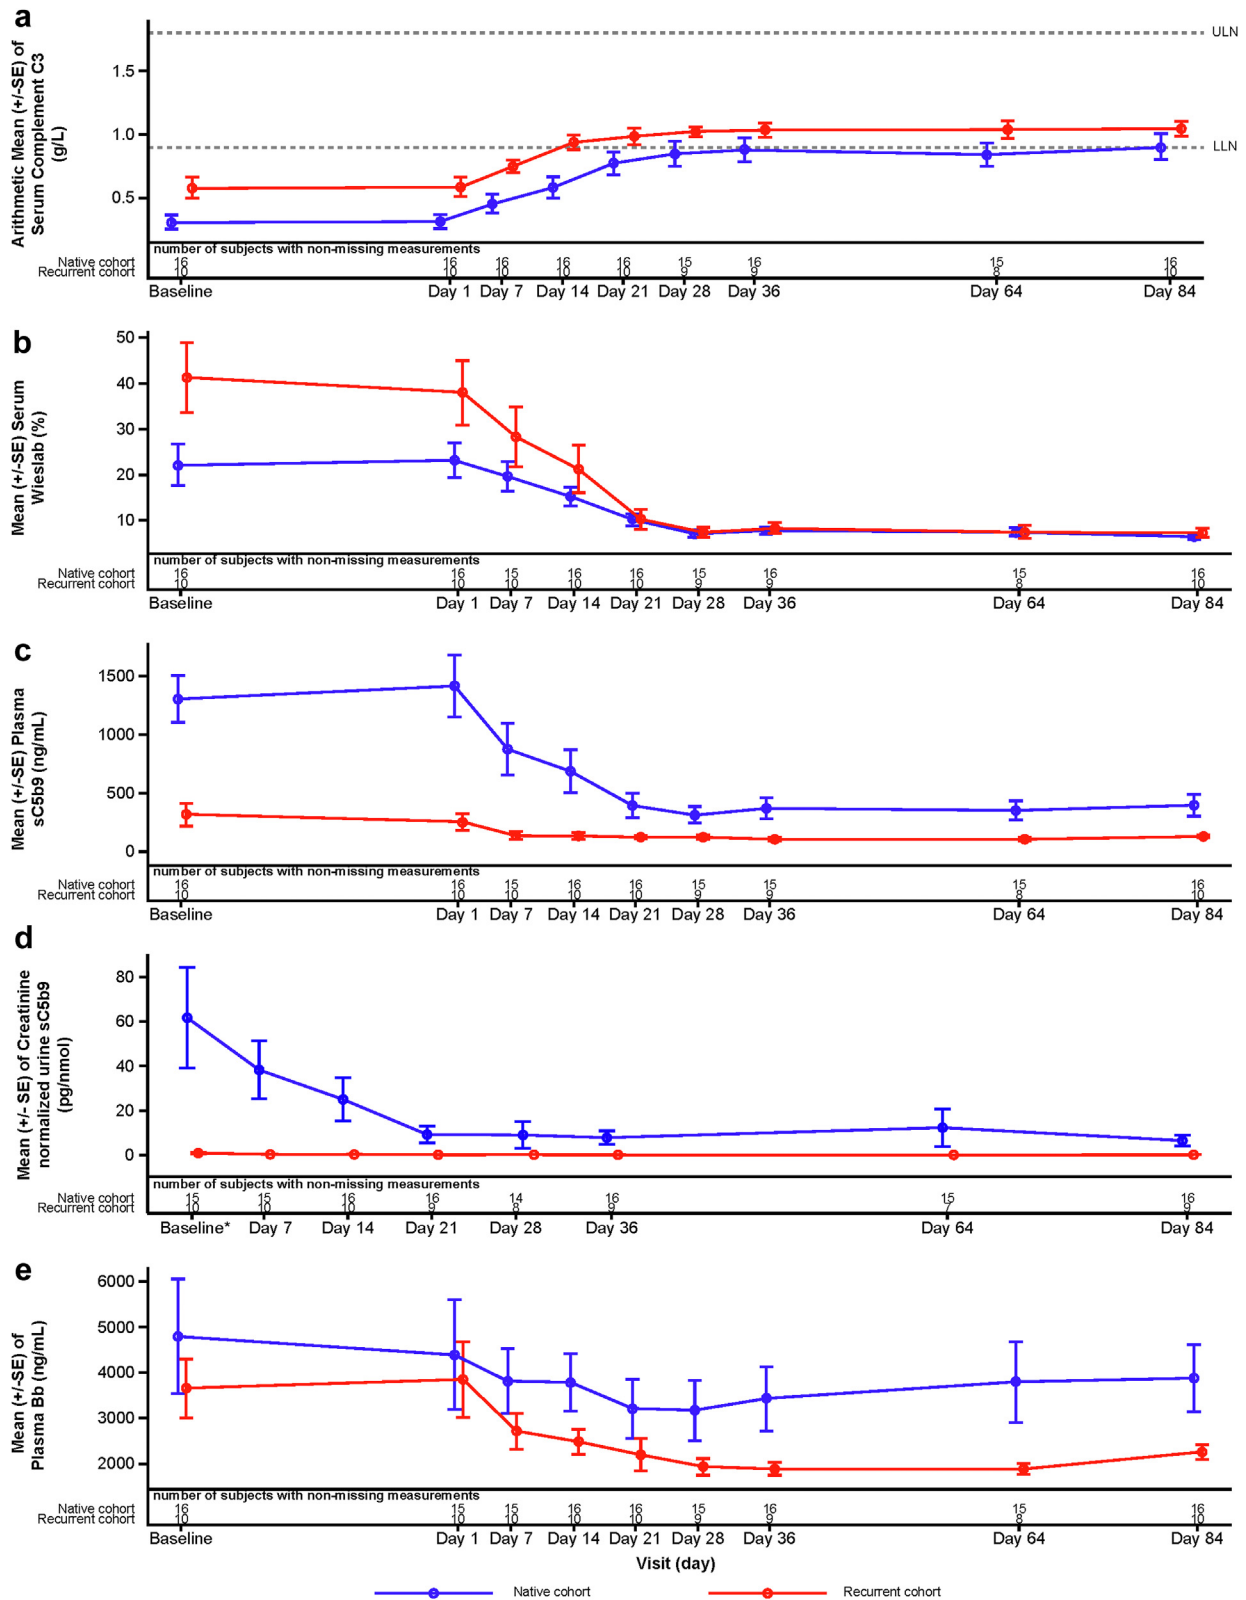 a
Arithmetic Mean (+/-SE) of
Serum Complement C3
(g/L)
ULN
1.5
1.0
LLN
0.5
number of subjects with non-missing measurements
Native cohort 16 16 16 16 16 15 16 15 16
Recurrent cohort 10 10 10 10 10 9 9 8 10
Baseline Day 1 Day 7 Day 14 Day 21 Day 28 Day 36 Day 64 Day 84
b
Mean (+/-SE) Serum
Wieslab (%)
50
40
30
20
10
number of subjects with non-missing measurements
Native cohort 16 16 15 16 16 15 16 15 16
Recurrent cohort 10 10 10 10 10 9 9 8 10
Baseline Day 1 Day 7 Day 14 Day 21 Day 28 Day 36 Day 64 Day 84
c
Mean (+/-SE) Plasma
sC5b9 (ng/mL)
1500
1000
500
0
number of subjects with non-missing measurements
Native cohort 16 16 15 16 16 15 15 15 16
Recurrent cohort 10 10 10 10 10 9 9 8 10
Baseline Day 1 Day 7 Day 14 Day 21 Day 28 Day 36 Day 64 Day 84
d
Mean (+/- SE) of Creatinine
normalized urine sC5b9
(pg/nmol)
80
60
40
20
0
number of subjects with non-missing measurements
Native cohort 15 15 16 16 14 16 15 16
Recurrent cohort 10 10 10 9 8 9 7 9
Baseline* Day 7 Day 14 Day 21 Day 28 Day 36 Day 64 Day 84
e
Mean (+/-SE) of
Plasma Bb (ng/mL)
6000
5000
4000
3000
2000
number of subjects with non-missing measurements
Native cohort 16 15 15 16 16 15 16 15 16
Recurrent cohort 10 10 10 10 10 9 9 8 10
Baseline Day 1 Day 7 Day 14 Day 21 Day 28 Day 36 Day 64 Day 84
Visit (day)
Native cohort Recurrent cohort